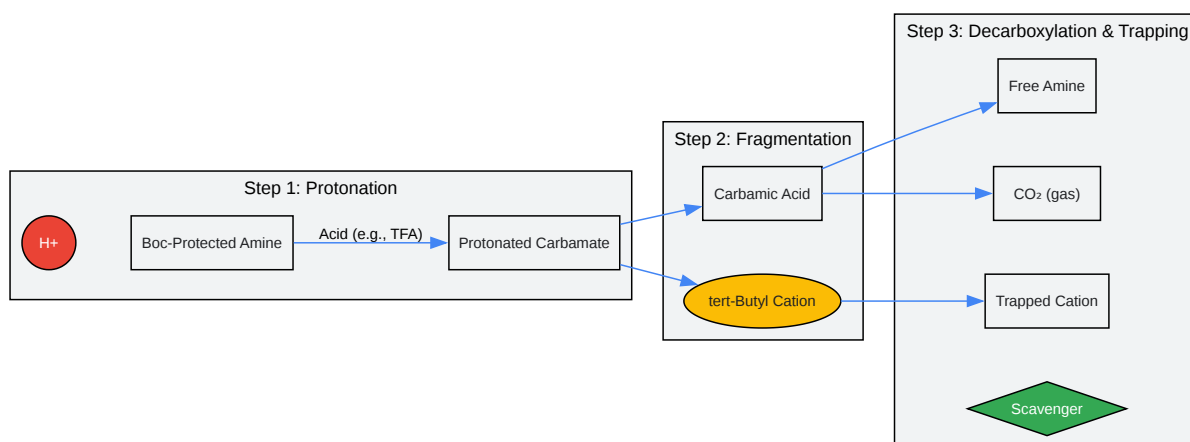 Step 1: Protonation
H+
Boc-Protected Amine
Acid (e.g., TFA)
Protonated Carbamate
Step 2: Fragmentation
Carbamic Acid
tert-Butyl Cation
Step 3: Decarboxylation & Trapping
Free Amine
CO₂ (gas)
Trapped Cation
Scavenger